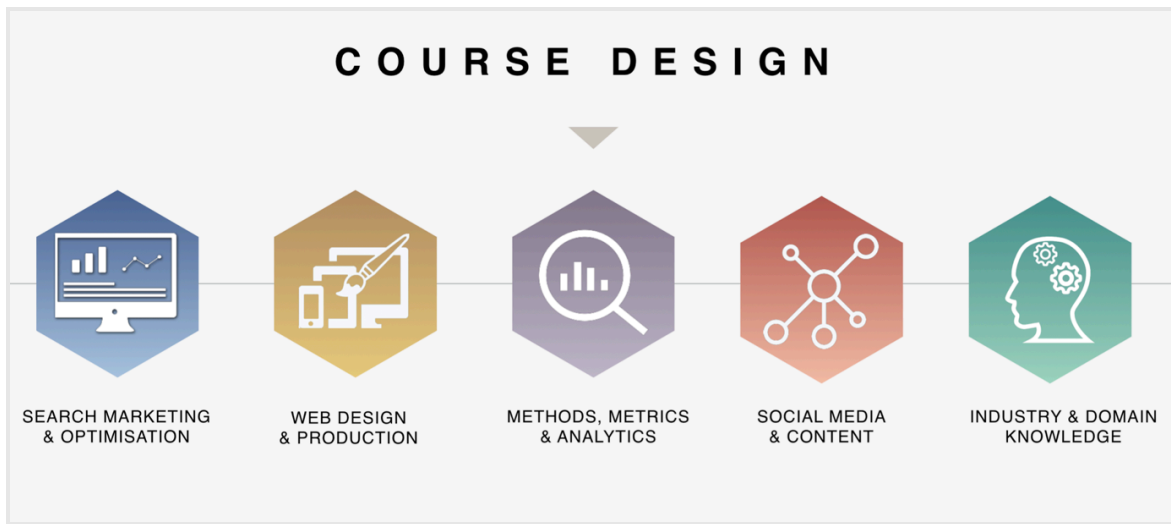 COURSE DESIGN
SEARCH MARKETING
& OPTIMISATION
WEB DESIGN
& PRODUCTION
METHODS, METRICS
& ANALYTICS
SOCIAL MEDIA
& CONTENT
INDUSTRY & DOMAIN
KNOWLEDGE